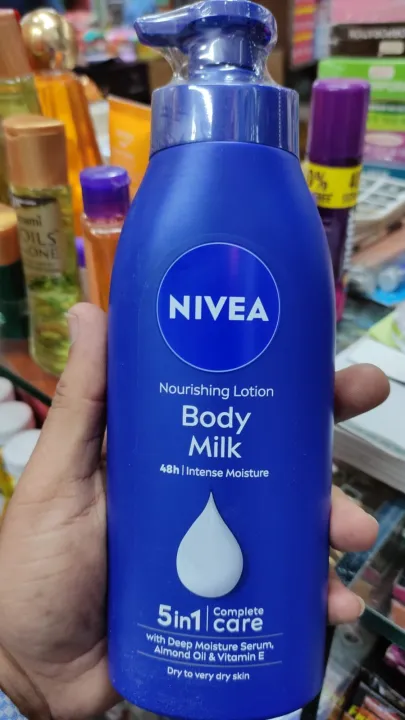 NIVEA
Nourishing Lotion
Body
Milk
48h | Intense Moisture
5in1 | Complete
care
with Deep Moisture Serum,
Almond Oil & Vitamin E
Dry to very dry skin
OILS